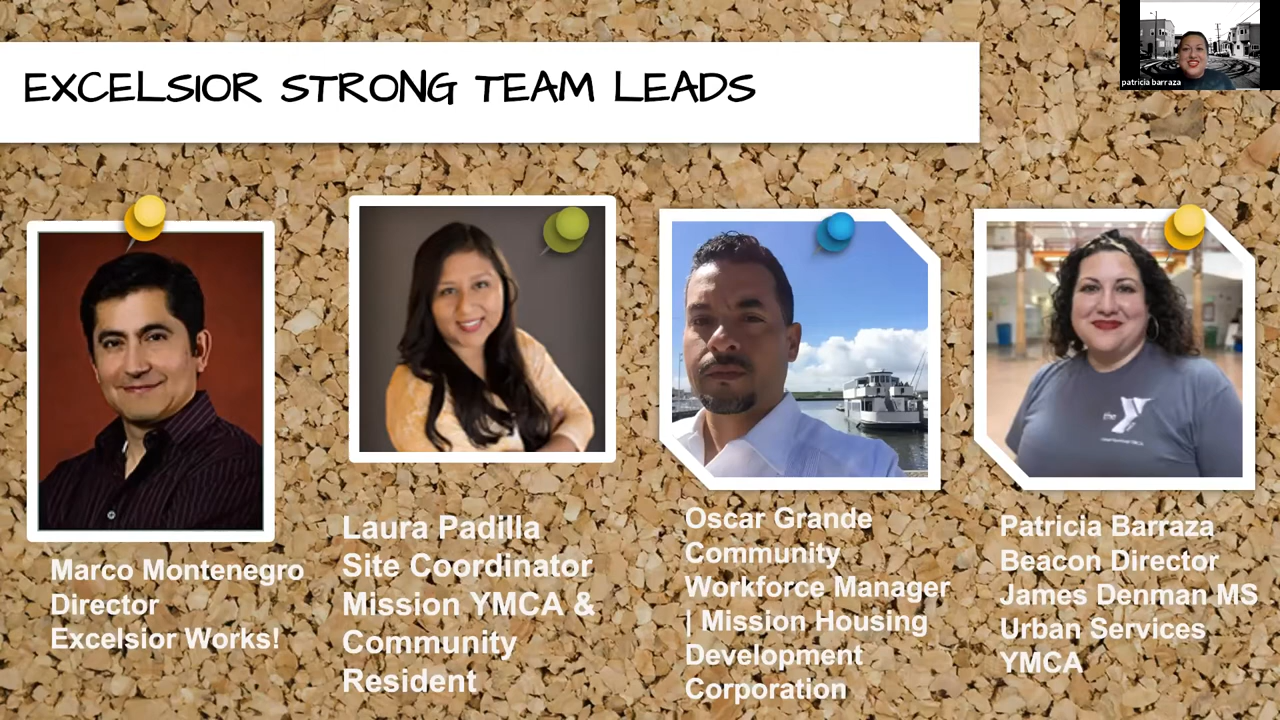 EXCELSIOR STRONG TEAM LEADS
patricia barraza
Marco Montenegro
Director
Excelsior Works!
Laura Padilla
Site Coordinator
Mission YMCA &
Community
Resident
Oscar Grande
Community
Workforce Manager
| Mission Housing
Development
Corporation
the
Patricia Barraza
Beacon Director
James Denman MS
Urban Services
YMCA